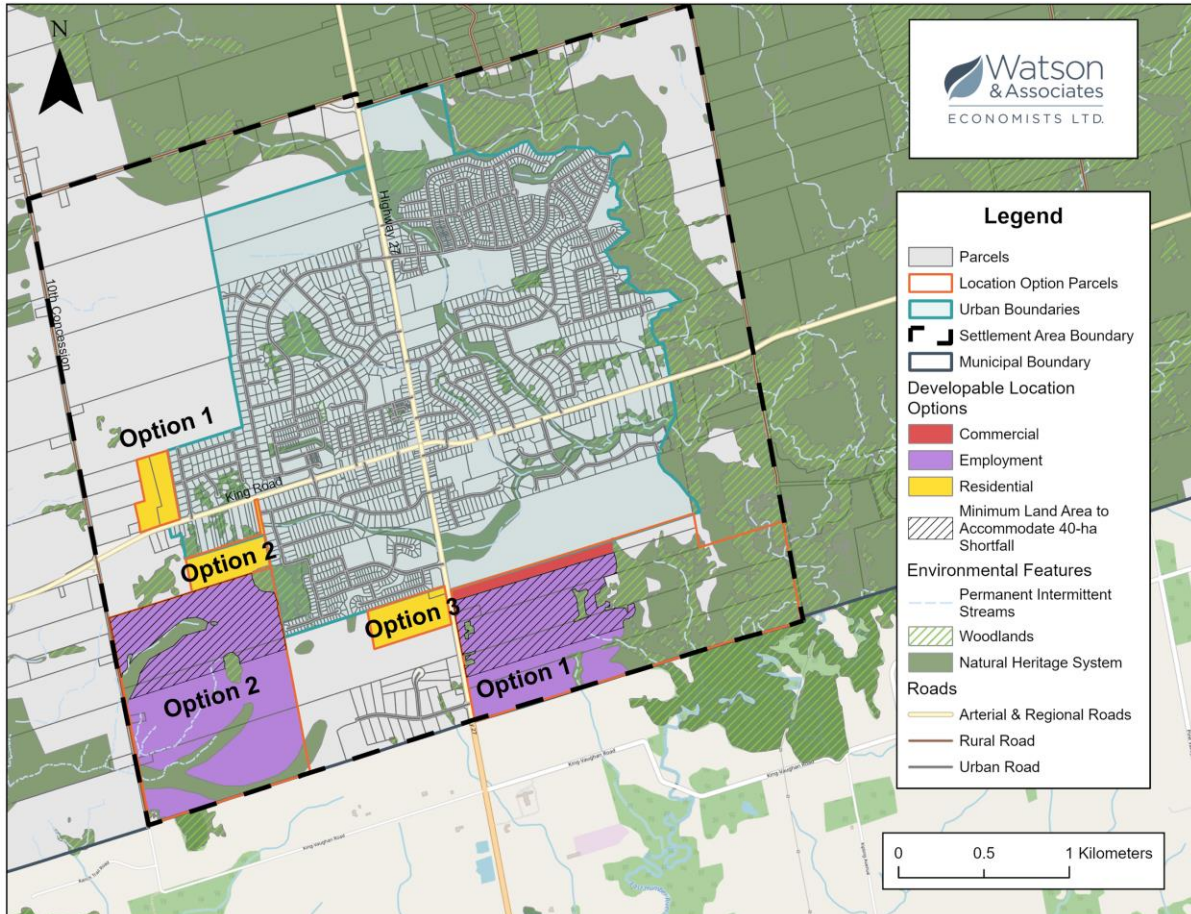 N
Watson
& Associates
ECONOMISTS LTD.
Highway 27
10th Concession
Option 1
King Road
Option 2
Option 3
Option 2
Option 1
King Vaughan Road
King Vaughan Road
King Vaughan Road
Legend
Parcels
Location Option Parcels
Urban Boundaries
Settlement Area Boundary
Municipal Boundary
Developable Location
Options
Commercial
Employment
Residential
Minimum Land Area to
Accommodate 40-ha
Shortfall
Environmental Features
Permanent Intermittent
Streams
Woodlands
Natural Heritage System
Roads
Arterial & Regional Roads
Rural Road
Urban Road
0 0.5 1 Kilometers